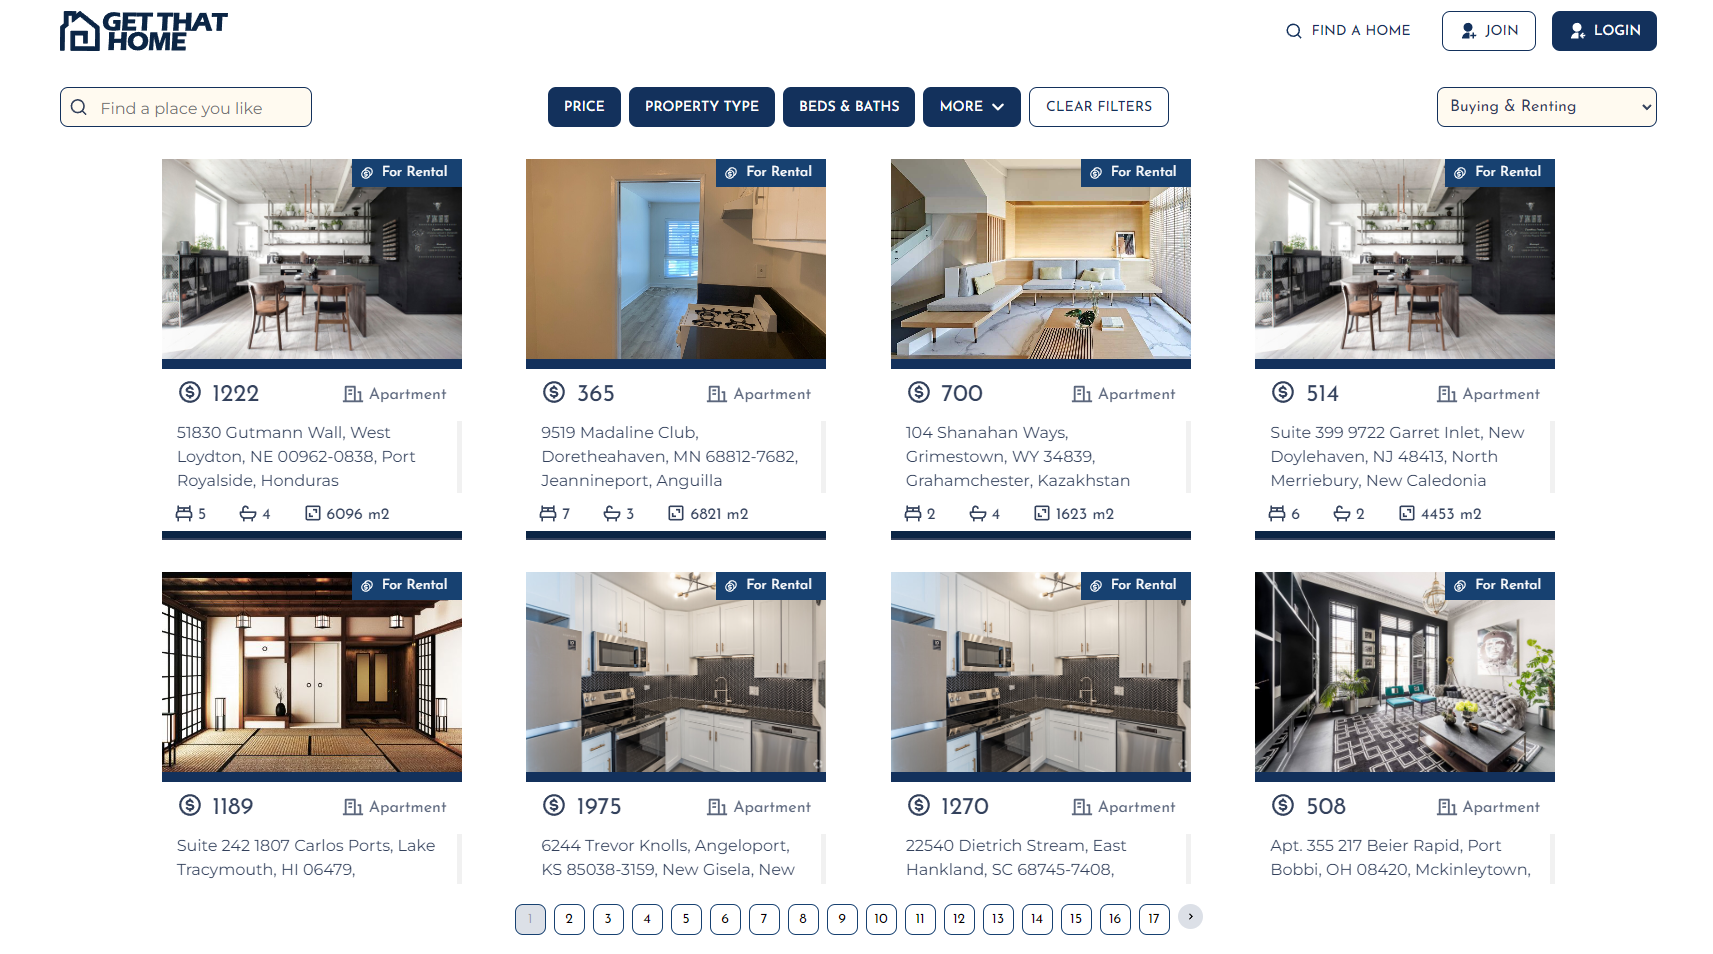 GET THAT
HOME
FIND A HOME
JOIN
LOGIN
Find a place you like
PRICE
PROPERTY TYPE
BEDS & BATHS
MORE
CLEAR FILTERS
Buying & Renting
For Rental
For Rental
For Rental
For Rental
1222
Apartment
365
Apartment
700
Apartment
514
Apartment
51830 Gutmann Wall, West
Loydton, NE 00962-0838, Port
Royalside, Honduras
9519 Madaline Club,
Doretheahaven, MN 68812-7682,
Jeannineport, Anguilla
104 Shanahan Ways,
Grimestown, WY 34839,
Grahamchester, Kazakhstan
Suite 399 9722 Garret Inlet, New
Doylehaven, NJ 48413, North
Merriebury, New Caledonia
5 4 6096 m2
7 3 6821 m2
2 4 1623 m2
6 2 4453 m2
For Rental
For Rental
For Rental
For Rental
1189
Apartment
1975
Apartment
1270
Apartment
508
Apartment
Suite 242 1807 Carlos Ports, Lake
Tracymouth, HI 06479,
6244 Trevor Knolls, Angeloport,
KS 85038-3159, New Gisela, New
22540 Dietrich Stream, East
Hankland, SC 68745-7408,
Apt. 355 217 Beier Rapid, Port
Bobbi, OH 08420, Mckinleytown,
1 2 3 4 5 6 7 8 9 10 11 12 13 14 15 16 17 ›